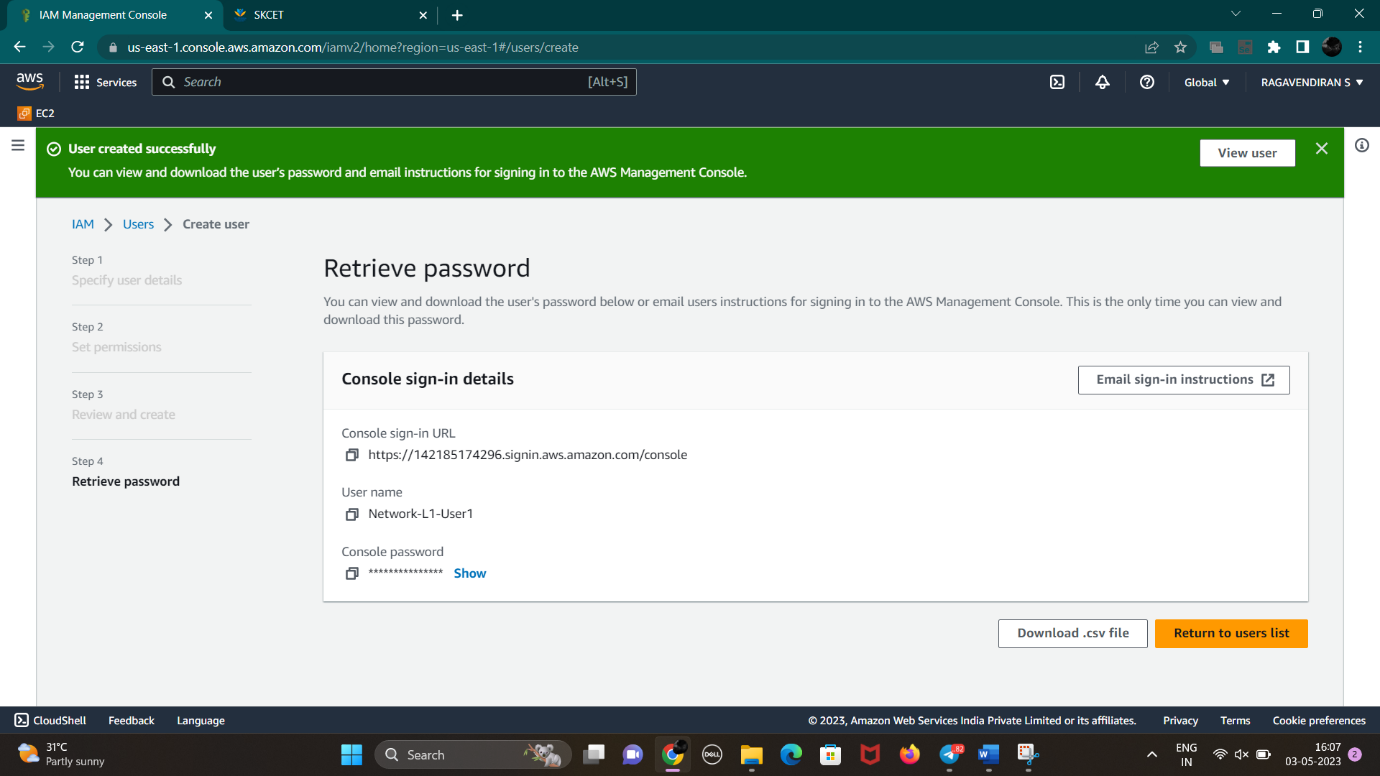 IAM Management Console
SKCET
us-east-1.console.aws.amazon.com/iamv2/home?region=us-east-1#/users/create
aws
Services
Search
[Alt+S]
Global
RAGAVENDIRAN S
EC2
User created successfully
You can view and download the user's password and email instructions for signing in to the AWS Management Console.
View user
IAM
Users
Create user
Step 1
Specify user details
Step 2
Set permissions
Step 3
Review and create
Step 4
Retrieve password
Retrieve password
You can view and download the user's password below or email users instructions for signing in to the AWS Management Console. This is the only time you can view and
download this password.
Console sign-in details
Email sign-in instructions
Console sign-in URL
https://142185174296.signin.aws.amazon.com/console
User name
Network-L1-User1
Console password
*************** Show
Download .csv file
Return to users list
CloudShell
Feedback
Language
© 2023, Amazon Web Services India Private Limited or its affiliates.
Privacy
Terms
Cookie preferences
31°C
Partly sunny
Search
DELL
82
W
ENG
IN
16:07
03-05-2023
2